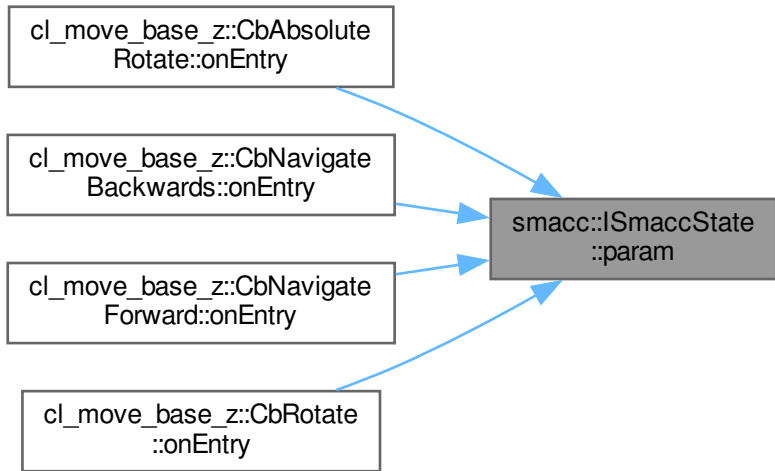 cl_move_base_z::CbAbsolute
Rotate::onEntry
cl_move_base_z::CbNavigate
Backwards::onEntry
smacc::ISmaccState
::param
cl_move_base_z::CbNavigate
Forward::onEntry
cl_move_base_z::CbRotate
::onEntry